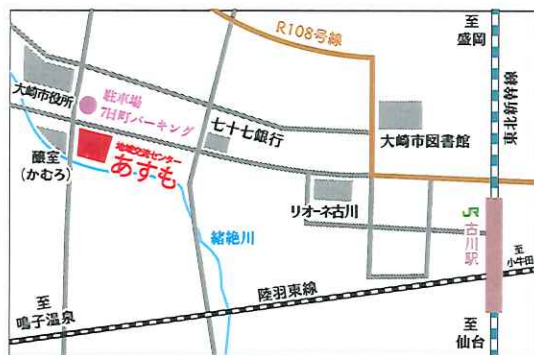 至
盛岡
R108号線
東北新幹線
大崎市役所
駐車場
7日町パーキング
七十七銀行
大崎市図書館
醸室
(かむろ)
地域交流センター
あすも
リオーネ古川
緒絶川
JR
古川駅
至
小牛田
陸羽東線
至
鳴子温泉
至
仙台